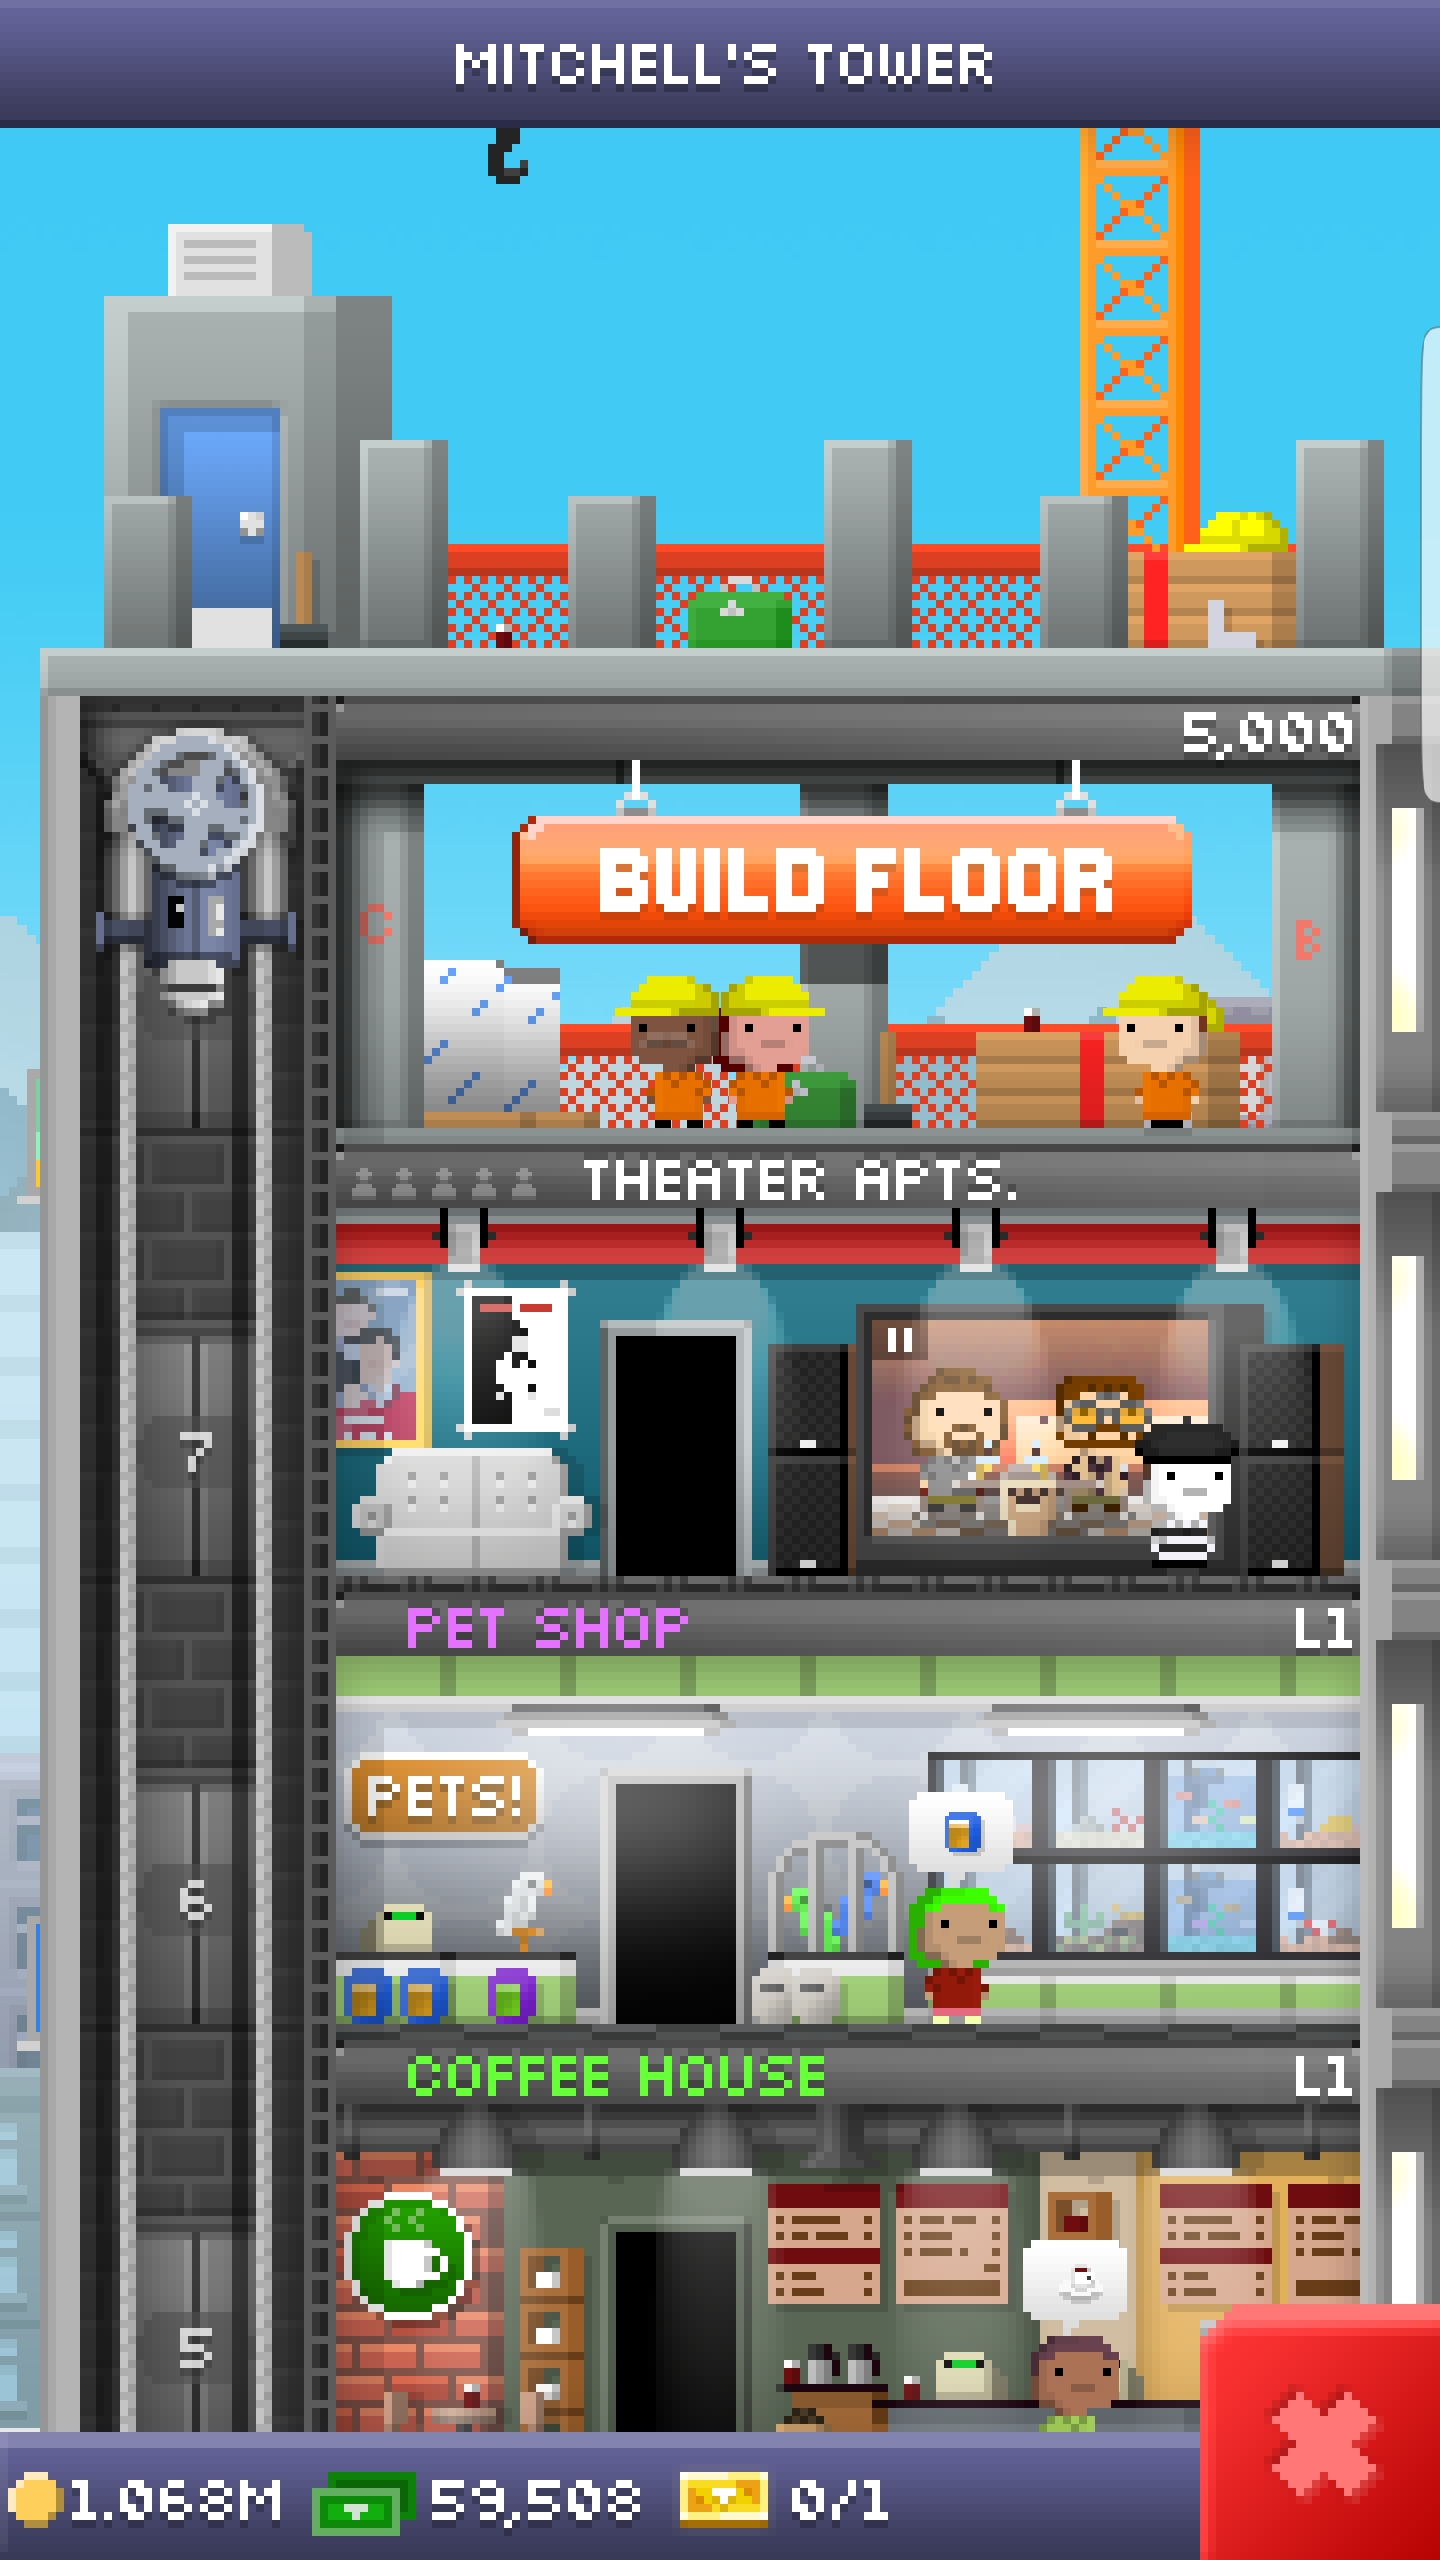 MITCHELL'S TOWER
5,000
BUILD FLOOR
C
B
THEATER APTS.
7
PET SHOP L1
PETS!
6
COFFEE HOUSE L1
5
1.068M 59,508 0/1